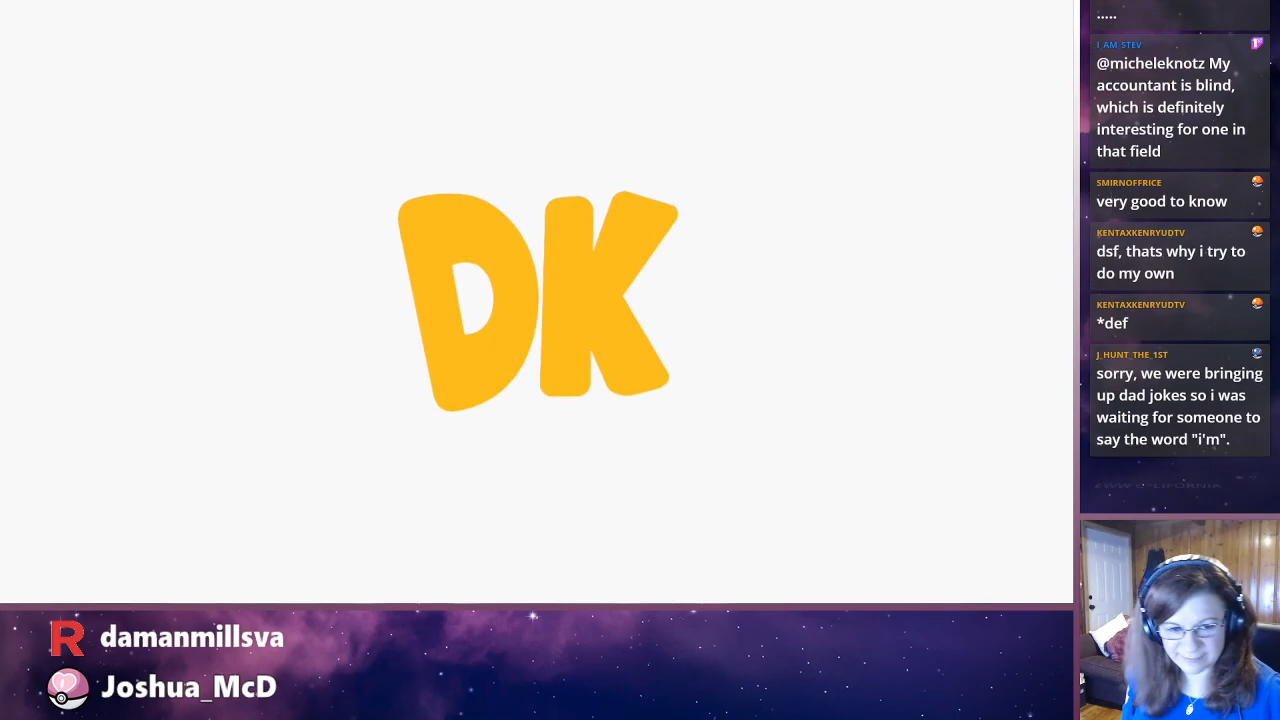 DK
.....
I_AM_STEV
@micheleknotz My
accountant is blind,
which is definitely
interesting for one in
that field
SMIRNOFFRICE
very good to know
KENTAXKENRYUDTV
dsf, thats why i try to
do my own
KENTAXKENRYUDTV
*def
J_HUNT_THE_1ST
sorry, we were bringing
up dad jokes so i was
waiting for someone to
say the word "i'm".
R damanmillsva
Joshua_McD